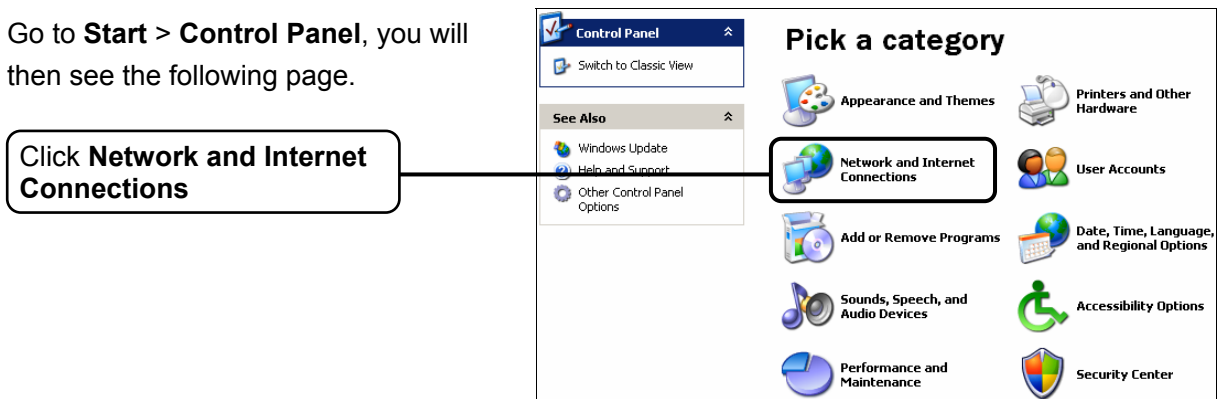 Go to Start > Control Panel, you will
then see the following page.
Click Network and Internet
Connections
Control Panel
Switch to Classic View
See Also
Windows Update
Help and Support
Other Control Panel
Options
Pick a category
Appearance and Themes
Printers and Other
Hardware
Network and Internet
Connections
User Accounts
Add or Remove Programs
Date, Time, Language,
and Regional Options
Sounds, Speech, and
Audio Devices
Accessibility Options
Performance and
Maintenance
Security Center